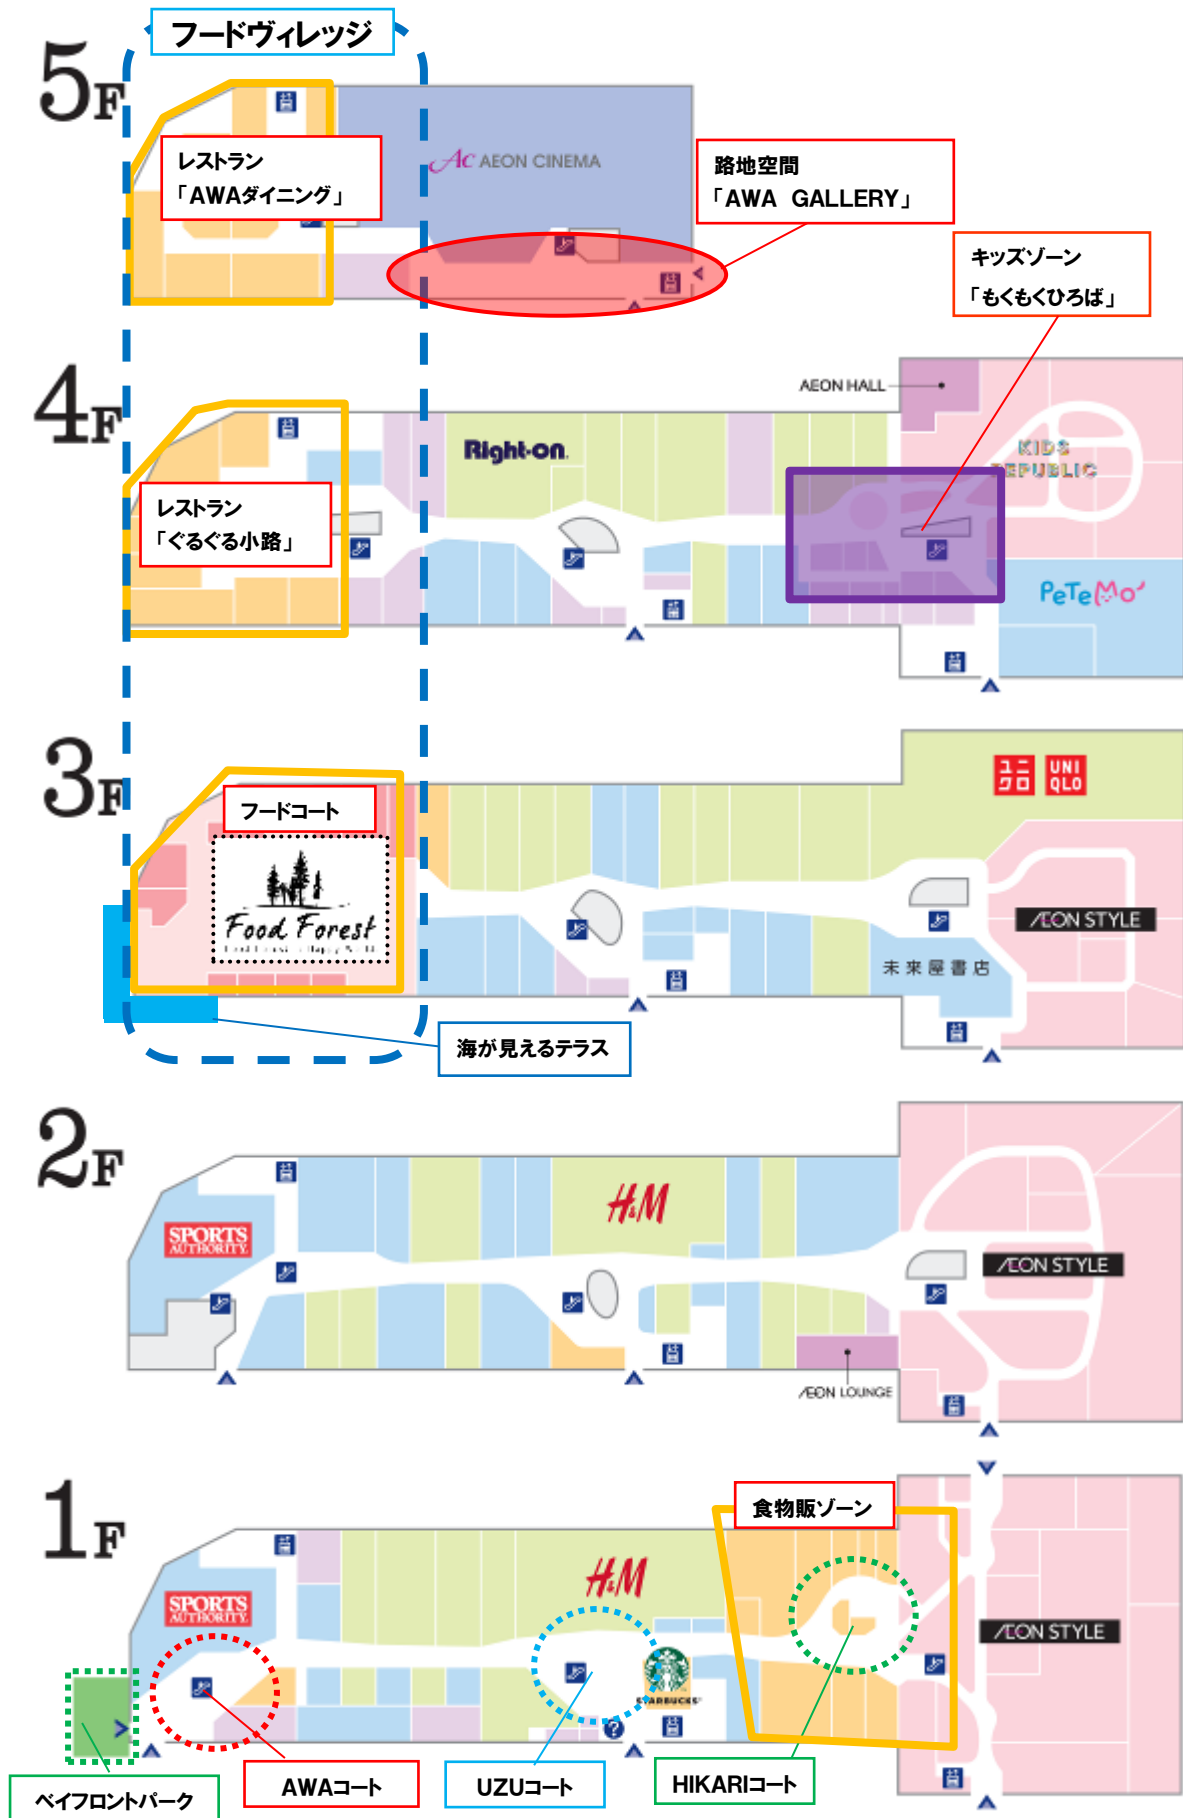 フードヴィレッジ
5F
レストラン
「AWAダイニング」
Ac AEON CINEMA
路地空間
「AWA GALLERY」
キッズゾーン
「もくもくひろば」
4F
AEON HALL
Right-on.
KIDS
REPUBLIC
レストラン
「ぐるぐる小路」
PeTeMo
3F
フードコート
Food Forest
ユニクロ
UNIQLO
ÆON STYLE
未来屋書店
海が見えるテラス
2F
SPORTS
AUTHORITY
H&M
ÆON STYLE
ÆON LOUNGE
1F
食物販ゾーン
SPORTS
AUTHORITY
H&M
STARBUCKS
ÆON STYLE
?
ベイフロントパーク
AWAコート
UZUコート
HIKARIコート